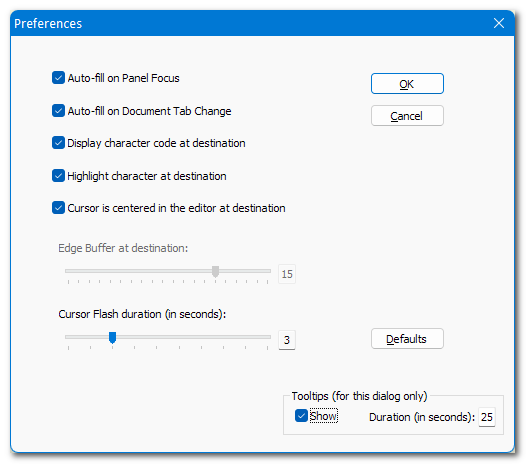 Preferences
Auto-fill on Panel Focus
OK
Auto-fill on Document Tab Change
Cancel
Display character code at destination
Highlight character at destination
Cursor is centered in the editor at destination
Edge Buffer at destination:
15
Cursor Flash duration (in seconds):
3
Defaults
Tooltips (for this dialog only)
Show Duration (in seconds): 25